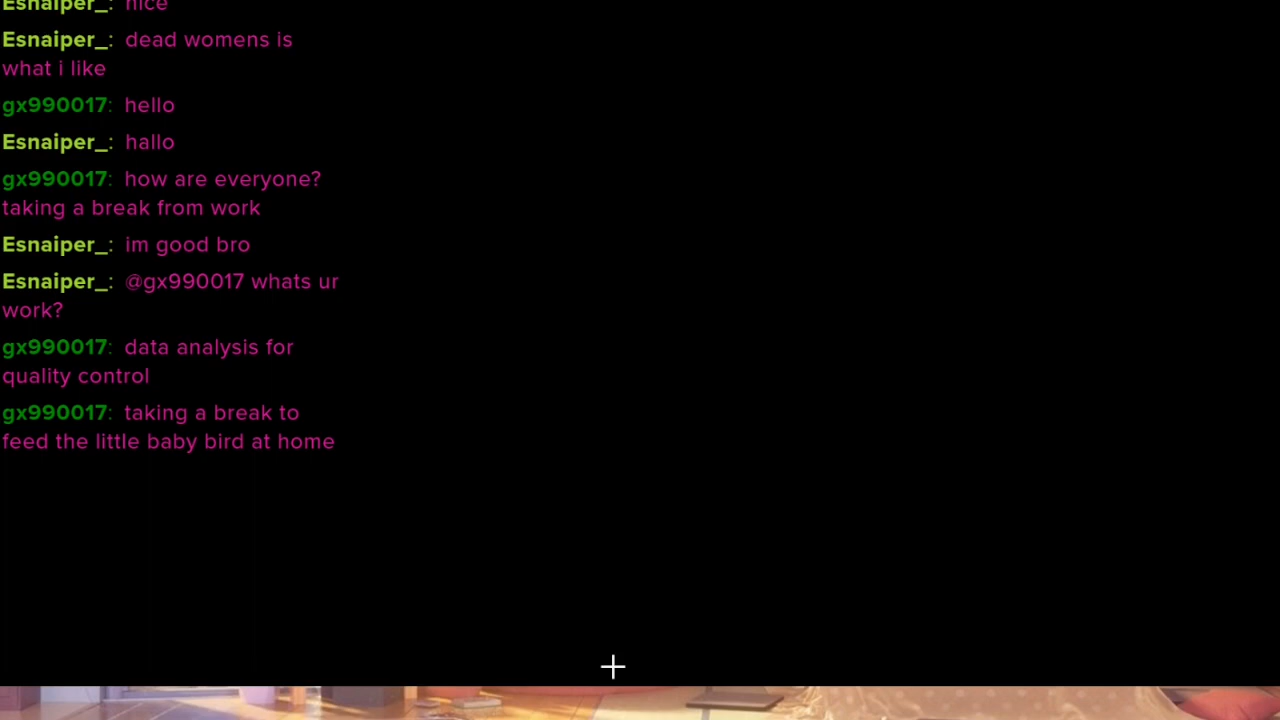 Esnaiper_: nice
Esnaiper_: dead womens is
what i like
gx990017: hello
Esnaiper_: hallo
gx990017: how are everyone?
taking a break from work
Esnaiper_: im good bro
Esnaiper_: @gx990017 whats ur
work?
gx990017: data analysis for
quality control
gx990017: taking a break to
feed the little baby bird at home